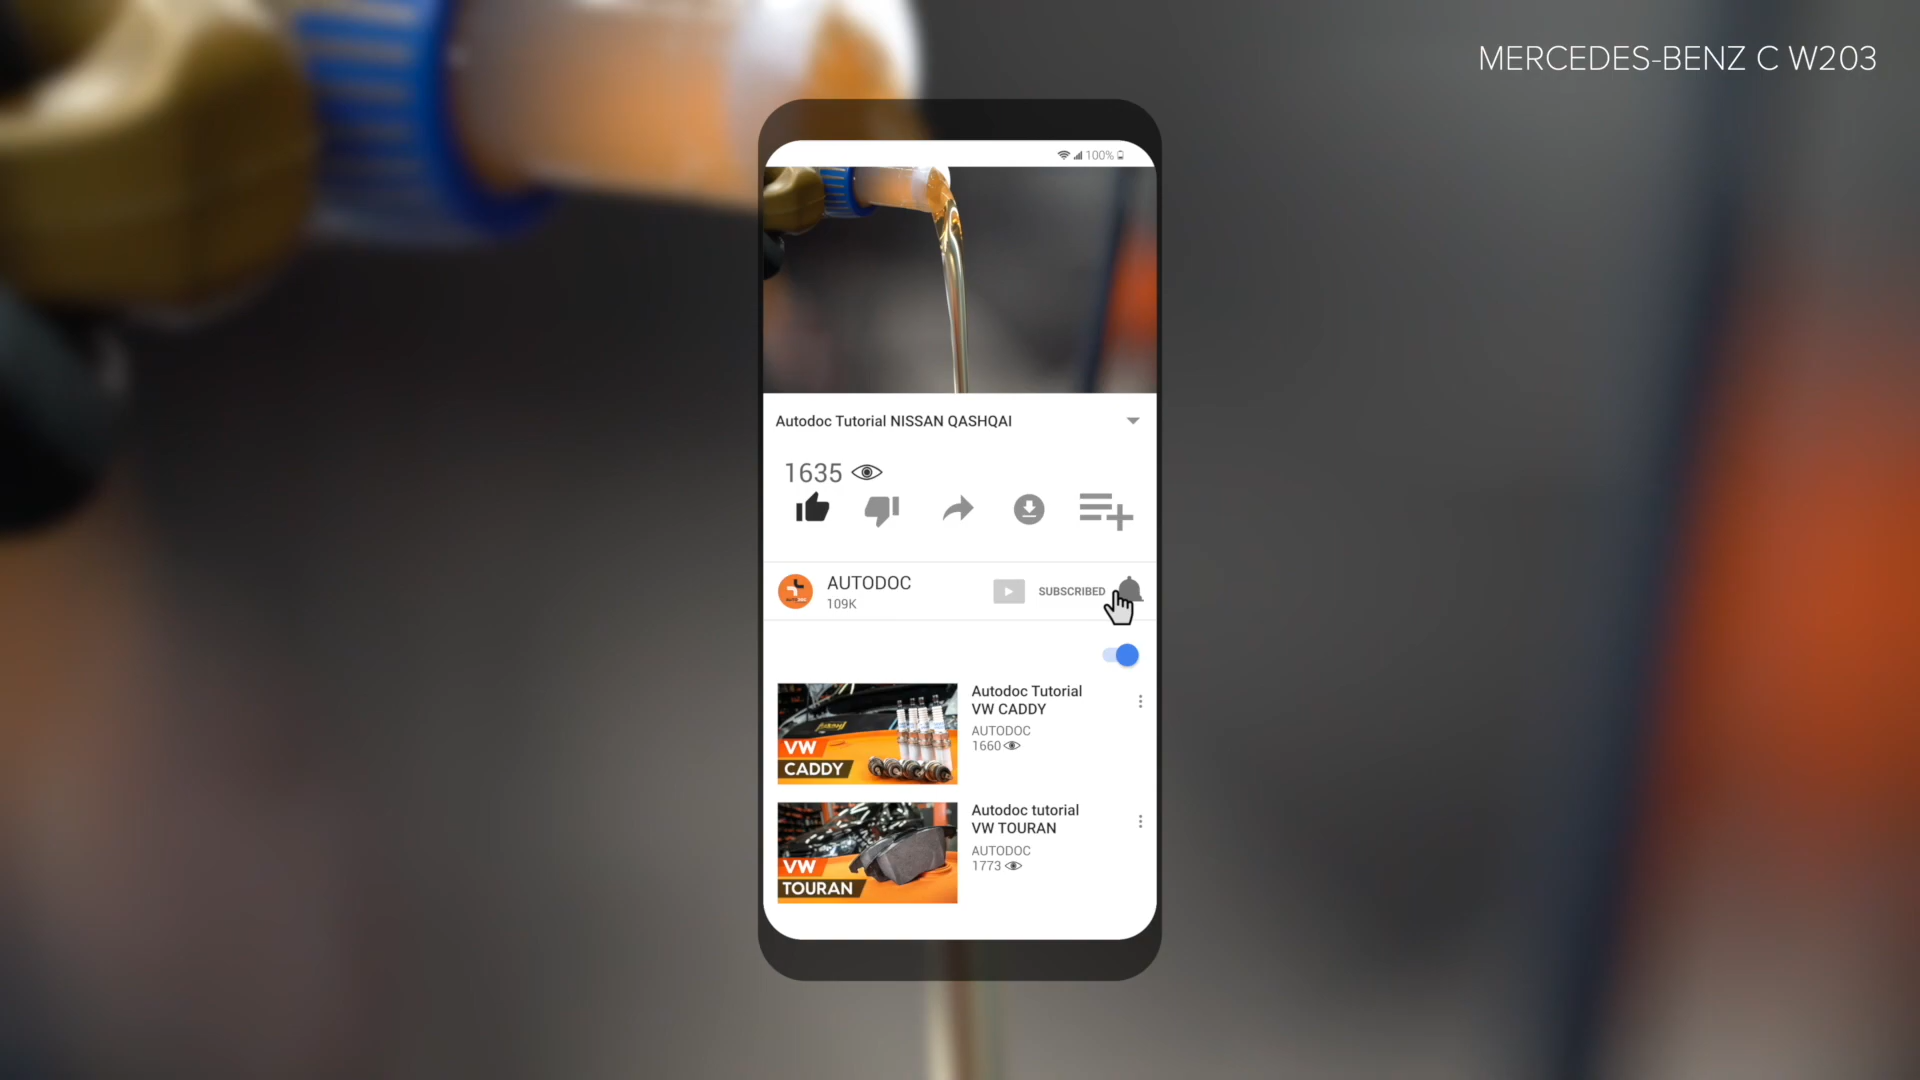 MERCEDES-BENZ C W203
100%
Autodoc Tutorial NISSAN QASHQAI
1635
AUTODOC
109K
SUBSCRIBED
Autodoc Tutorial
VW CADDY
AUTODOC
1660
VW
CADDY
Autodoc tutorial
VW TOURAN
AUTODOC
1773
VW
TOURAN